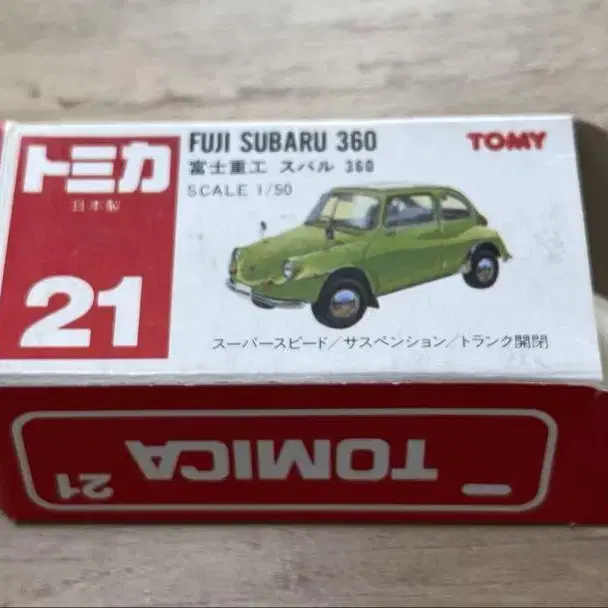 トミカ
日本製
21
FUJI SUBARU 360
富士重工 スバル 360
SCALE 1/50
TOMY
スーパースピード/サスペンション/トランク開閉
TOMICA
21